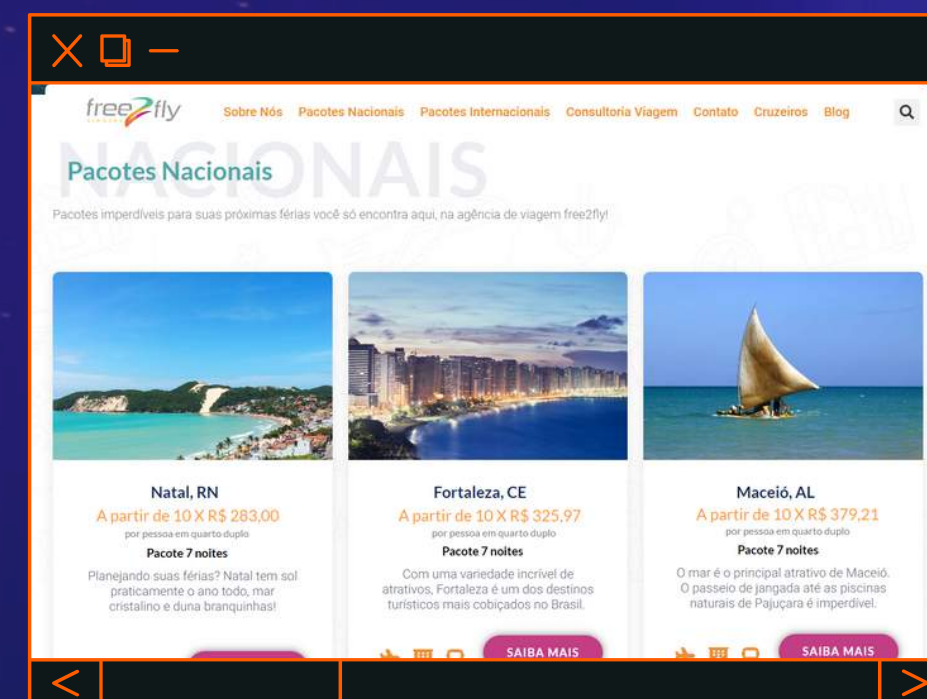 free2fly
Sobre Nós Pacotes Nacionais Pacotes Internacionais Consultoria Viagem Contato Cruzeiros Blog
NACIONAIS
Pacotes Nacionais
Pacotes imperdíveis para suas próximas férias você só encontra aqui, na agência de viagem free2fly!
Natal, RN
A partir de 10 X R$ 283,00
por pessoa em quarto duplo
Pacote 7 noites
Planejando suas férias? Natal tem sol
praticamente o ano todo, mar
cristalino e duna branquinhas!
Fortaleza, CE
A partir de 10 X R$ 325,97
por pessoa em quarto duplo
Pacote 7 noites
Com uma variedade incrível de
atrativos, Fortaleza é um dos destinos
turísticos mais cobiçados no Brasil.
SAIBA MAIS
Maceió, AL
A partir de 10 X R$ 379,21
por pessoa em quarto duplo
Pacote 7 noites
O mar é o principal atrativo de Maceió.
O passeio de jangada até as piscinas
naturais de Pajuçara é imperdível.
SAIBA MAIS